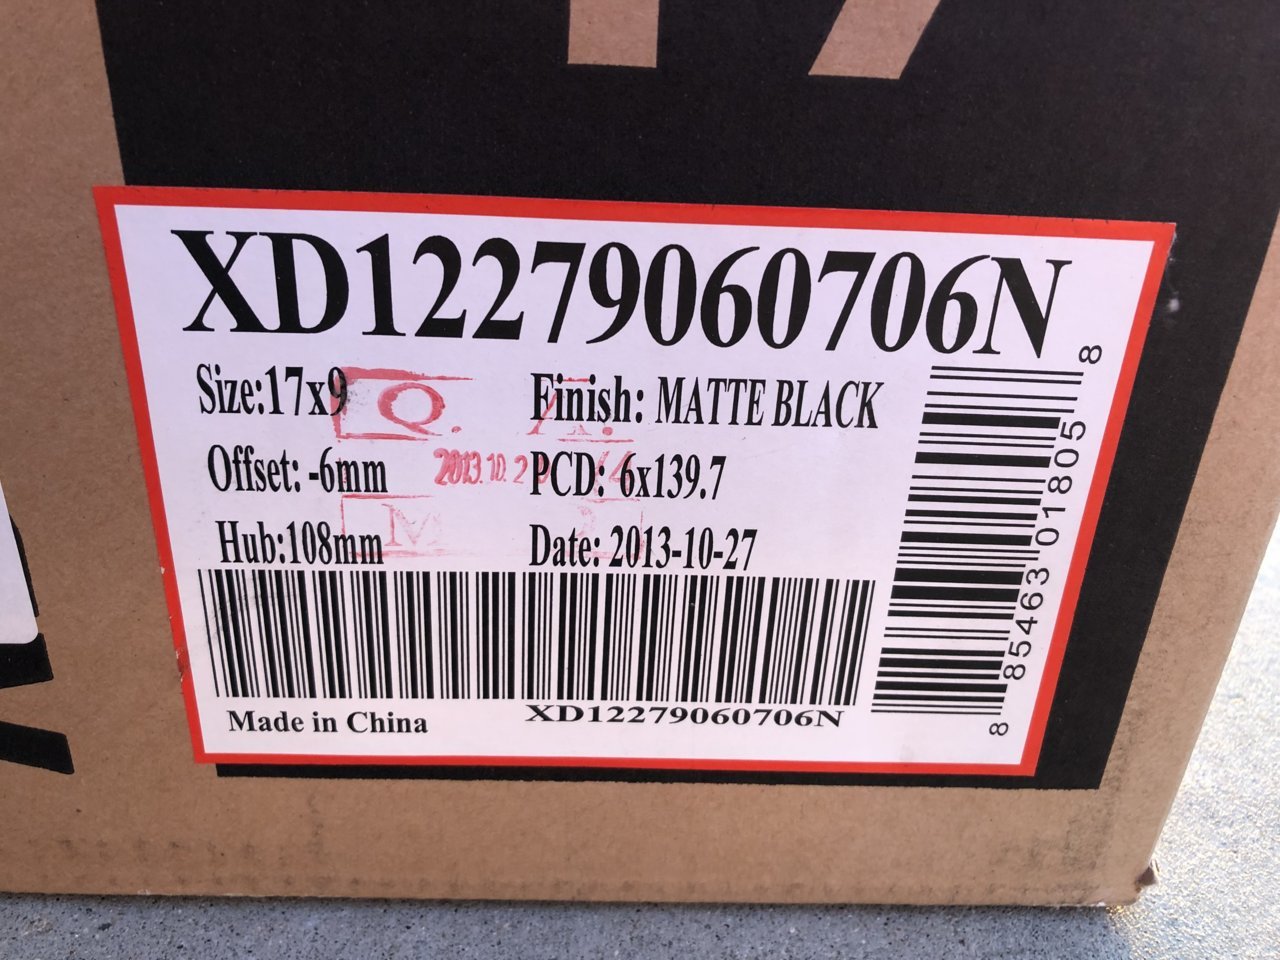 XD12279060706N
Size:17x9 Finish: MATTE BLACK
Offset: -6mm PCD: 6x139.7
Hub:108mm Date: 2013-10-27
Q.
2013.10.2
M
Made in China XD12279060706N
8 85463 01805 8